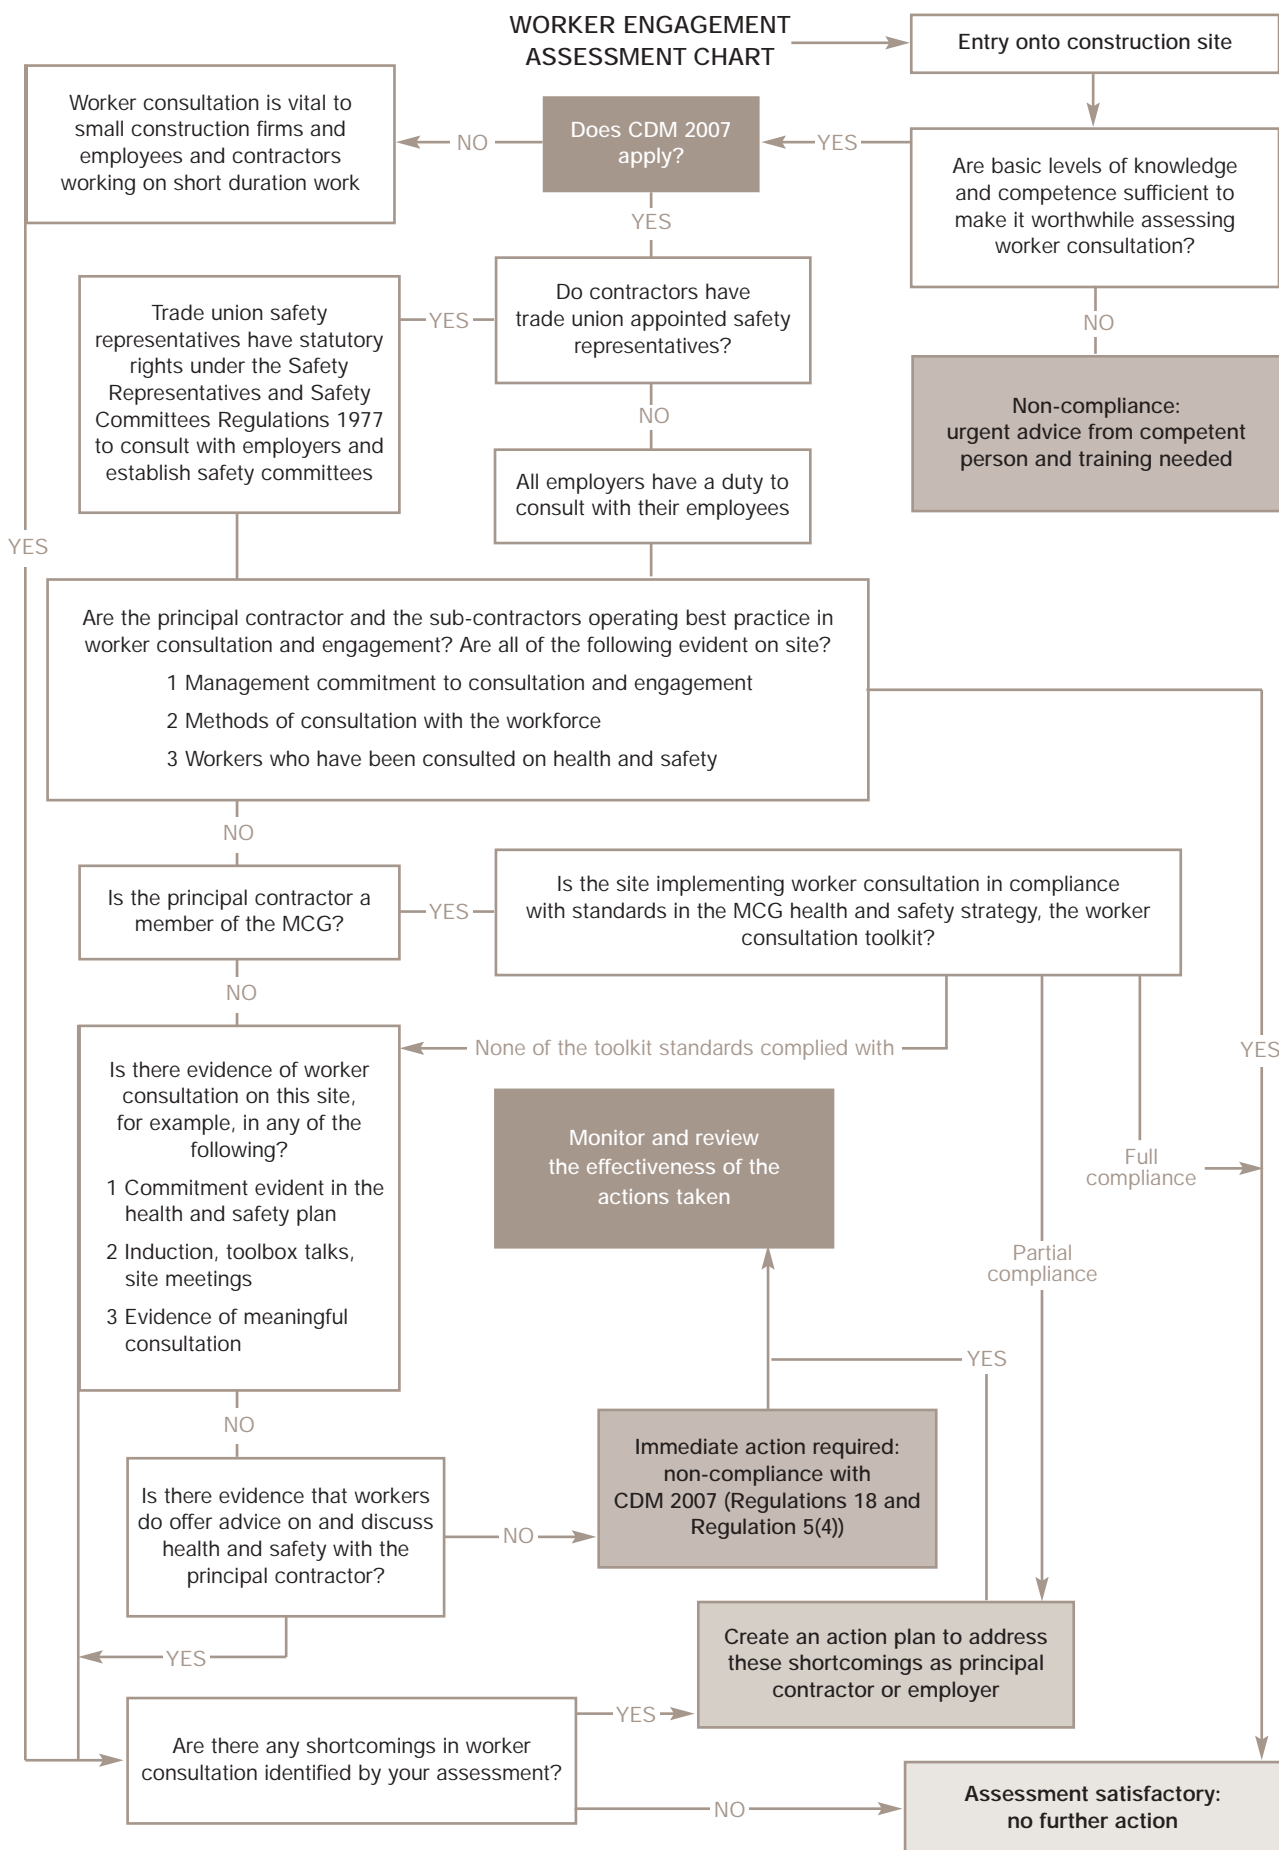 WORKER ENGAGEMENT
ASSESSMENT CHART
Entry onto construction site
Worker consultation is vital to
small construction firms and
employees and contractors
working on short duration work
NO
Does CDM 2007
apply?
YES
Are basic levels of knowledge
and competence sufficient to
make it worthwhile assessing
worker consultation?
YES
NO
Non-compliance:
urgent advice from competent
person and training needed
Trade union safety
representatives have statutory
rights under the Safety
Representatives and Safety
Committees Regulations 1977
to consult with employers and
establish safety committees
YES
Do contractors have
trade union appointed safety
representatives?
NO
All employers have a duty to
consult with their employees
YES
Are the principal contractor and the sub-contractors operating best practice in
worker consultation and engagement? Are all of the following evident on site?
1 Management commitment to consultation and engagement
2 Methods of consultation with the workforce
3 Workers who have been consulted on health and safety
NO
Is the principal contractor a
member of the MCG?
YES
Is the site implementing worker consultation in compliance
with standards in the MCG health and safety strategy, the worker
consultation toolkit?
NO
None of the toolkit standards complied with
YES
Is there evidence of worker
consultation on this site,
for example, in any of the
following?
1 Commitment evident in the
health and safety plan
2 Induction, toolbox talks,
site meetings
3 Evidence of meaningful
consultation
Monitor and review
the effectiveness of the
actions taken
Full
compliance
Partial
compliance
YES
NO
Immediate action required:
non-compliance with
CDM 2007 (Regulations 18 and
Regulation 5(4))
Is there evidence that workers
do offer advice on and discuss
health and safety with the
principal contractor?
NO
YES
Create an action plan to address
these shortcomings as principal
contractor or employer
YES
Are there any shortcomings in worker
consultation identified by your assessment?
NO
Assessment satisfactory:
no further action